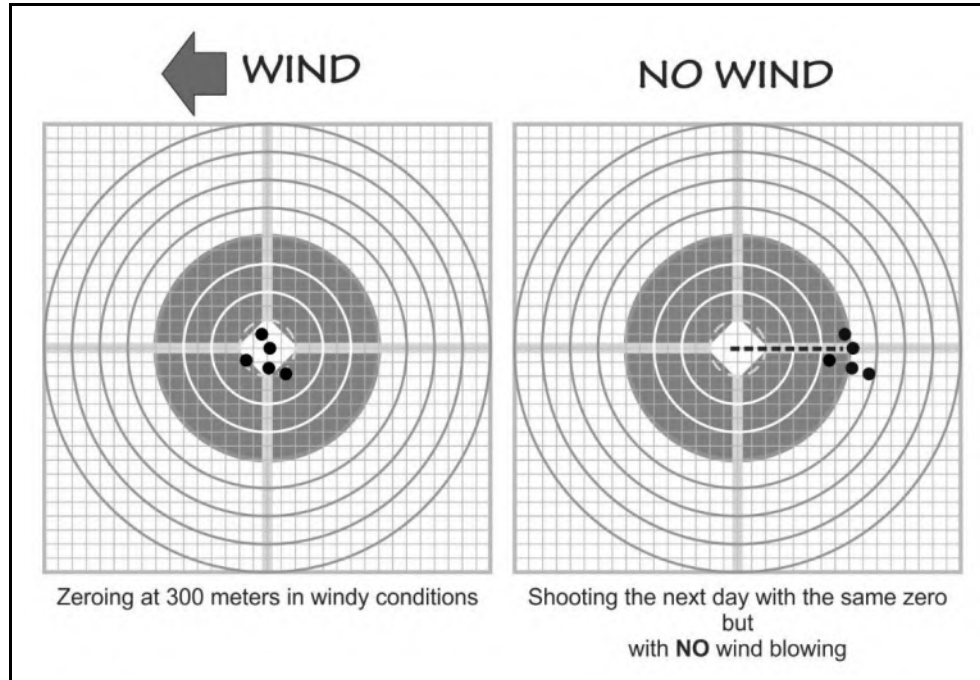 WIND
NO WIND
Zeroing at 300 meters in windy conditions
Shooting the next day with the same zero
but
with NO wind blowing